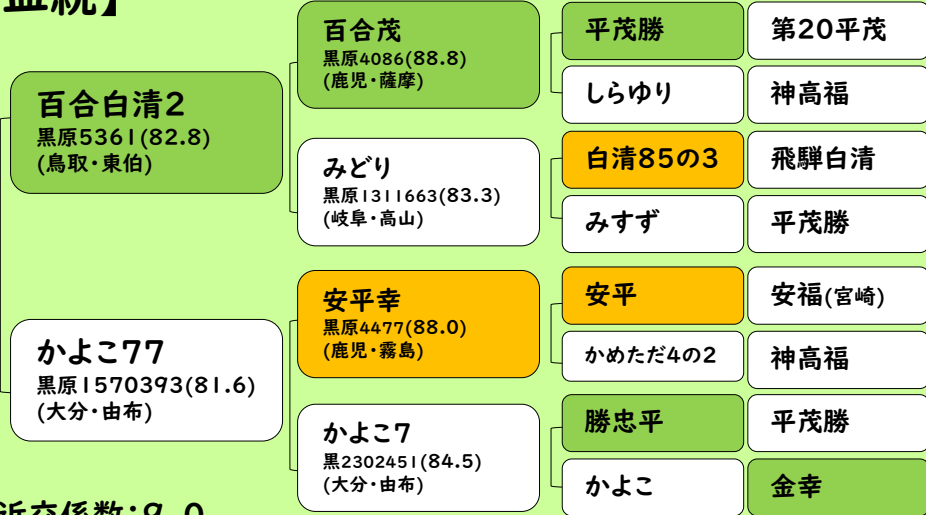 血統】
百合白清2
黒原5361(82.8)
(鳥取・東伯)
かよこ77
黒原1570393(81.6)
(大分・由布)
百合茂
黒原4086(88.8)
(鹿児・薩摩)
みどり
黒原1311663(83.3)
(岐阜・高山)
安平幸
黒原4477(88.0)
(鹿児・霧島)
かよこ7
黒2302451(84.5)
(大分・由布)
平茂勝
第20平茂
しらゆり
神高福
白清85の3
飛騨白清
みすず
平茂勝
安平
安福(宮崎)
かめただ4の2
神高福
勝忠平
平茂勝
かよこ
金幸
近交係数:9.0